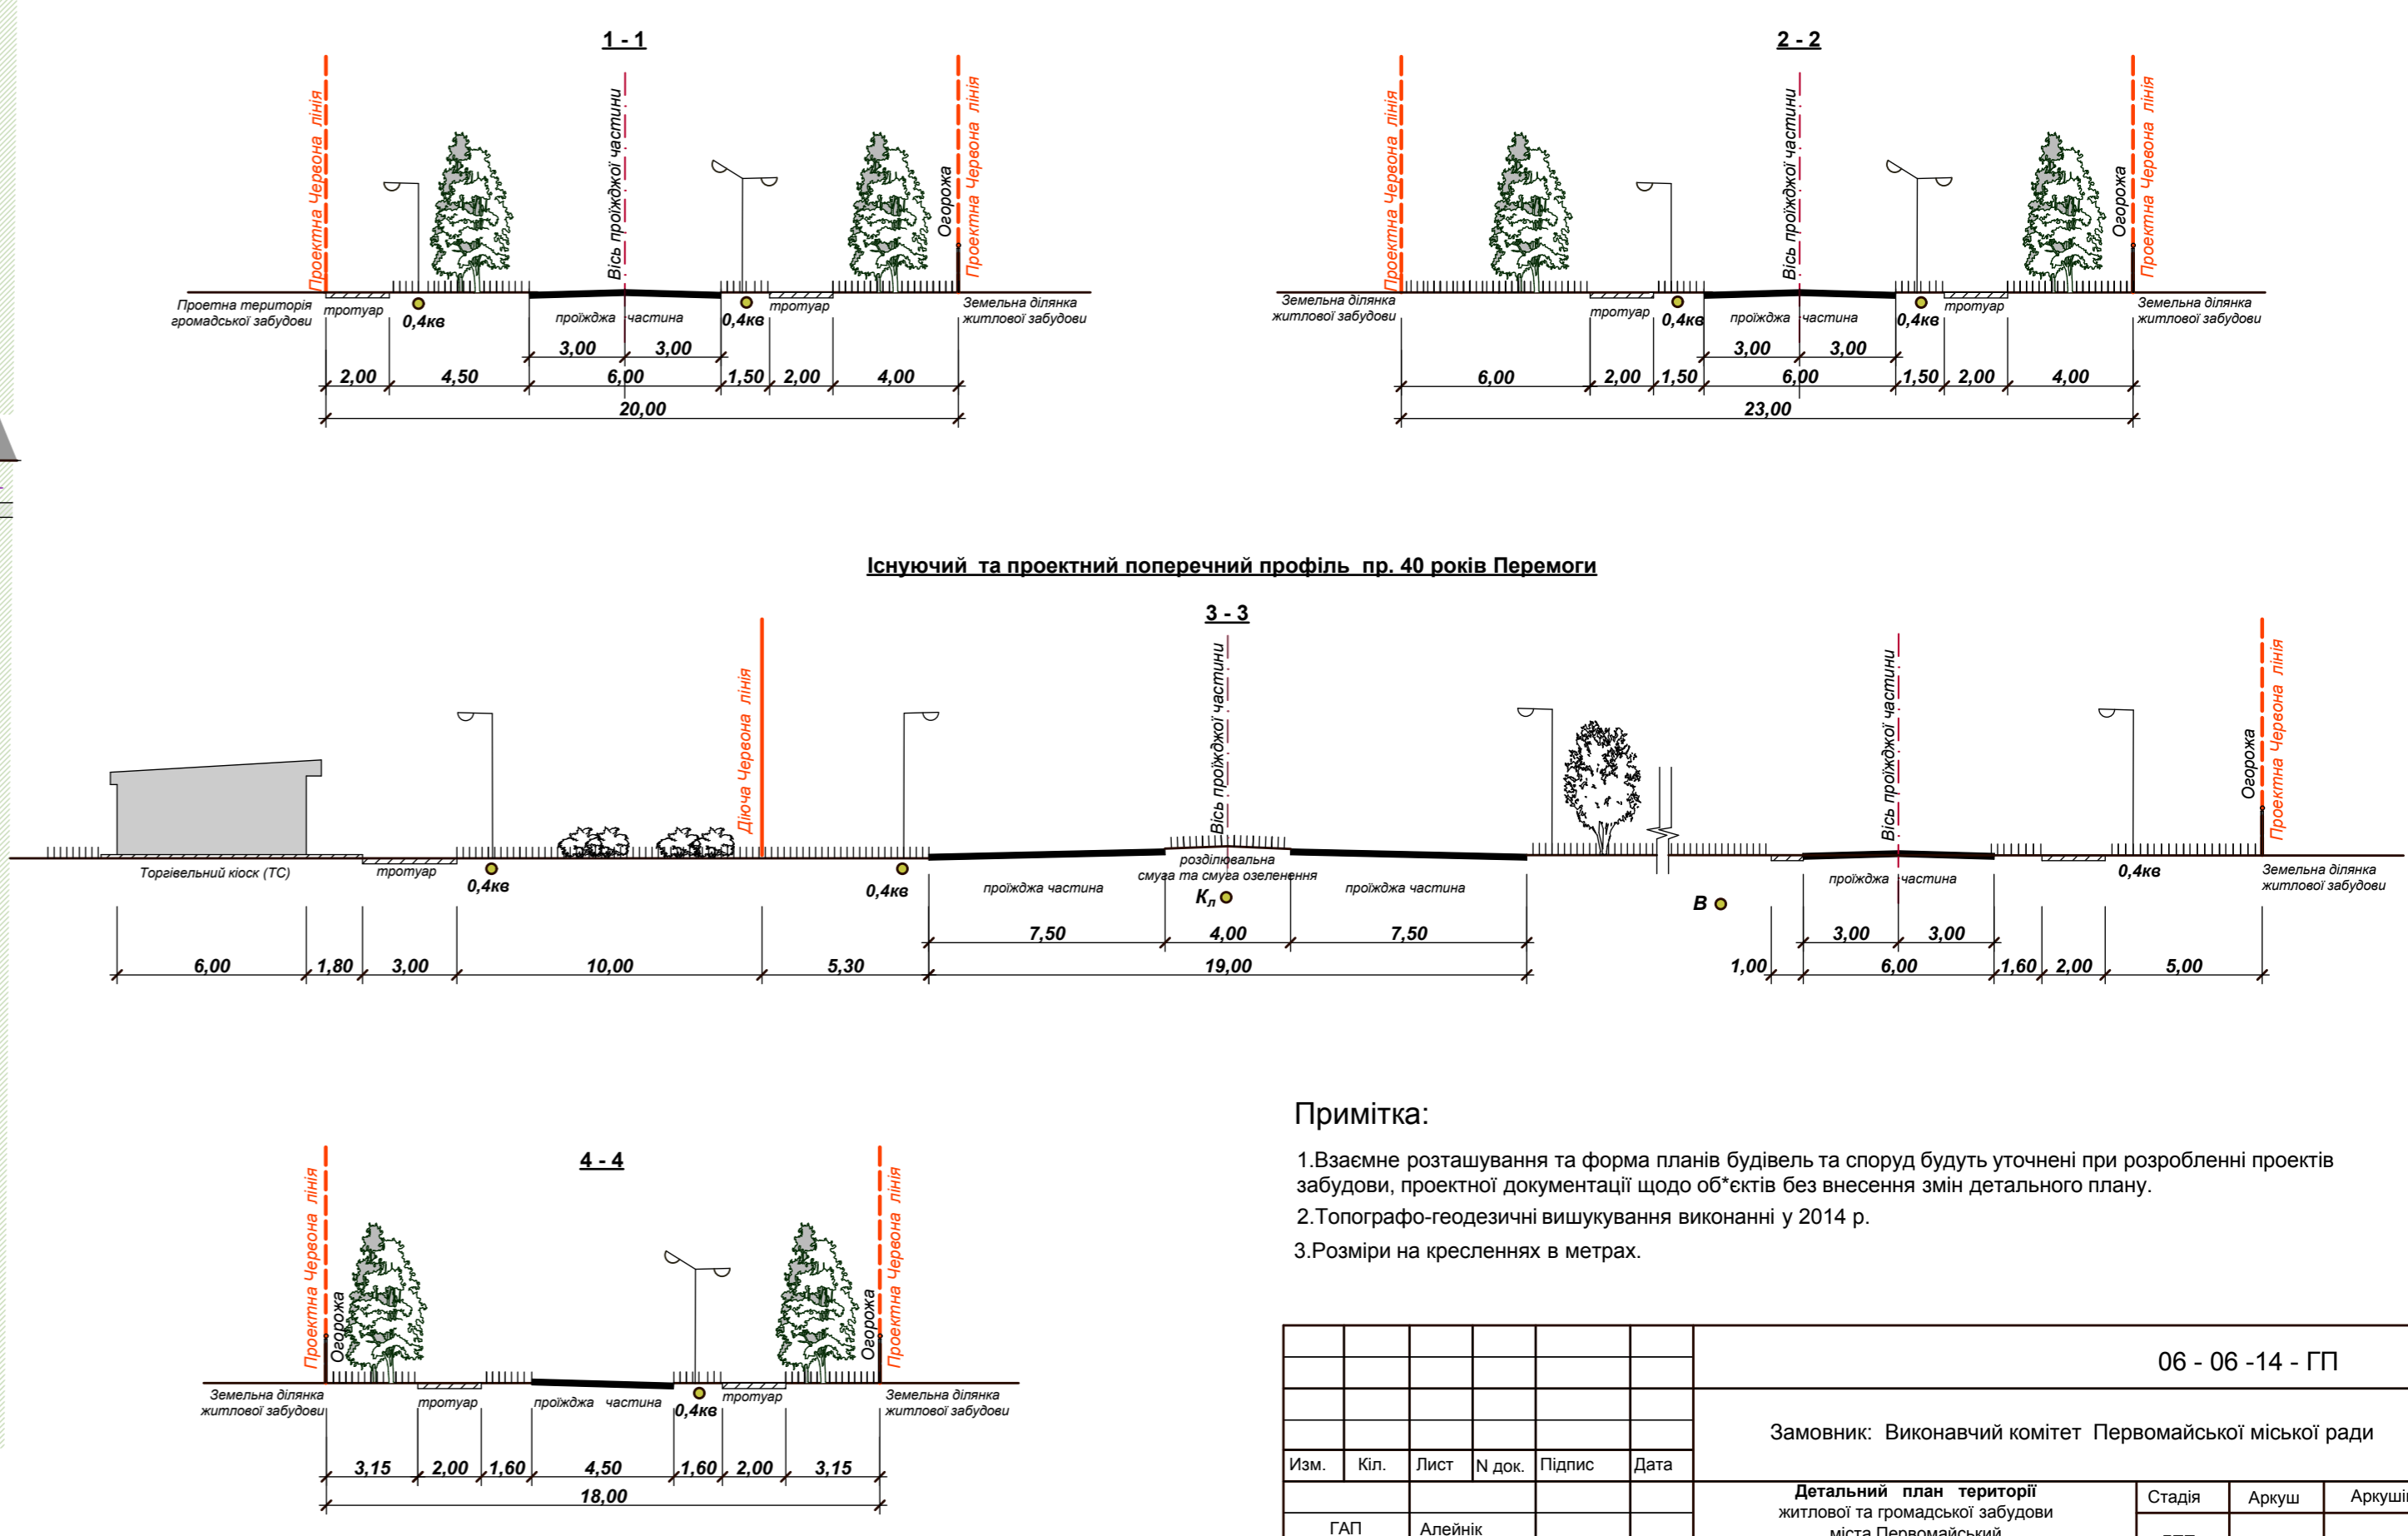 1 - 1
Проектна Червона лінія
Вісь проїжджої частини
Огорожа
Проектна Червона лінія
Проетна територія
громадської забудови
тротуар
0,4кв
проїжджа частина
0,4кв
тротуар
Земельна ділянка
житлової забудови
3,00 3,00
2,00 4,50 6,00 1,50 2,00 4,00
20,00
2 - 2
Проектна Червона лінія
Вісь проїжджої частини
Огорожа
Проектна Червона лінія
Земельна ділянка
житлової забудови
тротуар
0,4кв
проїжджа частина
0,4кв
тротуар
Земельна ділянка
житлової забудови
3,00 3,00
6,00 2,00 1,50 6,00 1,50 2,00 4,00
23,00
Існуючий та проектний поперечний профіль пр. 40 років Перемоги
3 - 3
Діюча Червона лінія
Вісь проїжджої частини
Вісь проїжджої частини
Огорожа
Проектна Червона лінія
Торгівельний кіоск (ТС)
тротуар
0,4кв
0,4кв
проїжджа частина
розділювальна
смуга та смуга озеленення
Кл
проїжджа частина
В
проїжджа частина
0,4кв
Земельна ділянка
житлової забудови
7,50 4,00 7,50 3,00 3,00
6,00 1,80 3,00 10,00 5,30 19,00 1,00 6,00 1,60 2,00 5,00
4 - 4
Проектна Червона лінія
Огорожа
Огорожа
Проектна Червона лінія
Земельна ділянка
житлової забудови
тротуар
проїжджа частина
0,4кв
тротуар
Земельна ділянка
житлової забудови
3,15 2,00 1,60 4,50 1,60 2,00 3,15
18,00
Примітка:
1.Взаємне розташування та форма планів будівель та споруд будуть уточнені при розробленні проектів
забудови, проектної документації щодо об*єктів без внесення змін детального плану.
2.Топографо-геодезичні вишукування виконанні у 2014 р.
3.Розміри на кресленнях в метрах.
06 - 06 -14 - ГП
Замовник: Виконавчий комітет Первомайської міської ради
Изм. Кіл. Лист N док. Підпис Дата
Детальний план території
житлової та громадської забудови
міста Первомайський
Стадія Аркуш
ГАП Алейнік